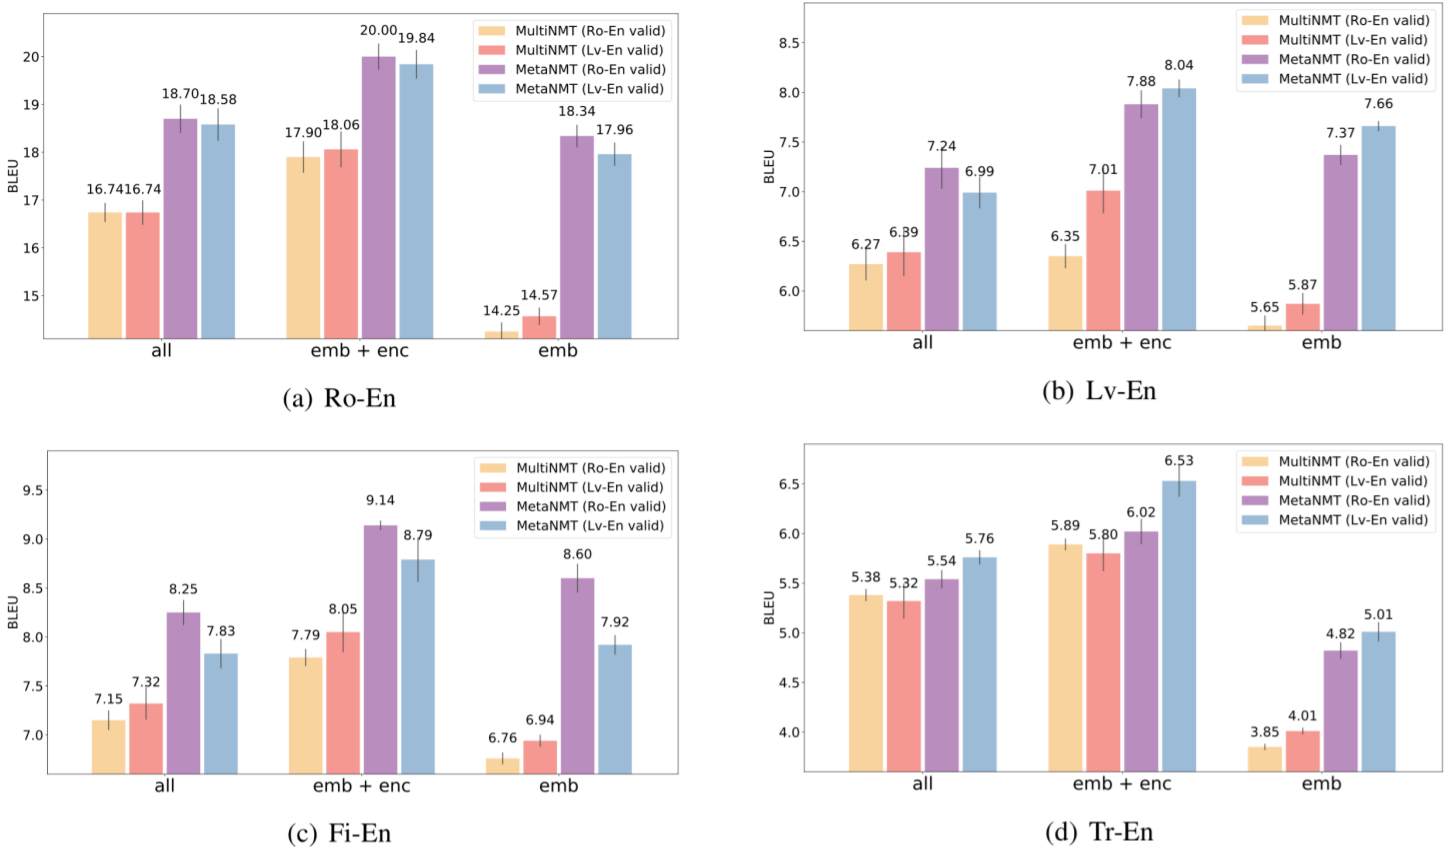 MultiNMT (Ro-En valid)
MultiNMT (Lv-En valid)
MetaNMT (Ro-En valid)
MetaNMT (Lv-En valid)
BLEU
20
19
18
17
16
15
16.74 16.74 18.70 18.58
17.90 18.06 20.00 19.84
14.25 14.57 18.34 17.96
all emb + enc emb
(a) Ro-En
MultiNMT (Ro-En valid)
MultiNMT (Lv-En valid)
MetaNMT (Ro-En valid)
MetaNMT (Lv-En valid)
BLEU
8.5
8.0
7.5
7.0
6.5
6.0
6.27 6.39 7.24 6.99
6.35 7.01 7.88 8.04
5.65 5.87 7.37 7.66
all emb + enc emb
(b) Lv-En
MultiNMT (Ro-En valid)
MultiNMT (Lv-En valid)
MetaNMT (Ro-En valid)
MetaNMT (Lv-En valid)
BLEU
9.5
9.0
8.5
8.0
7.5
7.0
7.15 7.32 8.25 7.83
7.79 8.05 9.14 8.79
6.76 6.94 8.60 7.92
all emb + enc emb
(c) Fi-En
MultiNMT (Ro-En valid)
MultiNMT (Lv-En valid)
MetaNMT (Ro-En valid)
MetaNMT (Lv-En valid)
BLEU
6.5
6.0
5.5
5.0
4.5
4.0
5.38 5.32 5.54 5.76
5.89 5.80 6.02 6.53
3.85 4.01 4.82 5.01
all emb + enc emb
(d) Tr-En